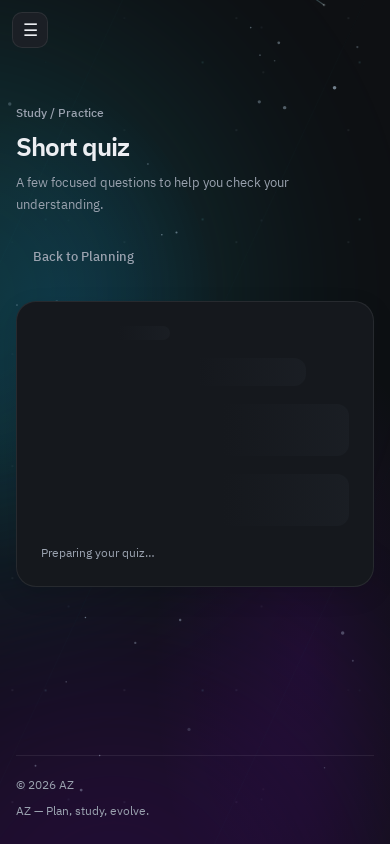 Study / Practice
Short quiz
A few focused questions to help you check your
understanding.
Back to Planning
Preparing your quiz…
© 2026 AZ
AZ — Plan, study, evolve.